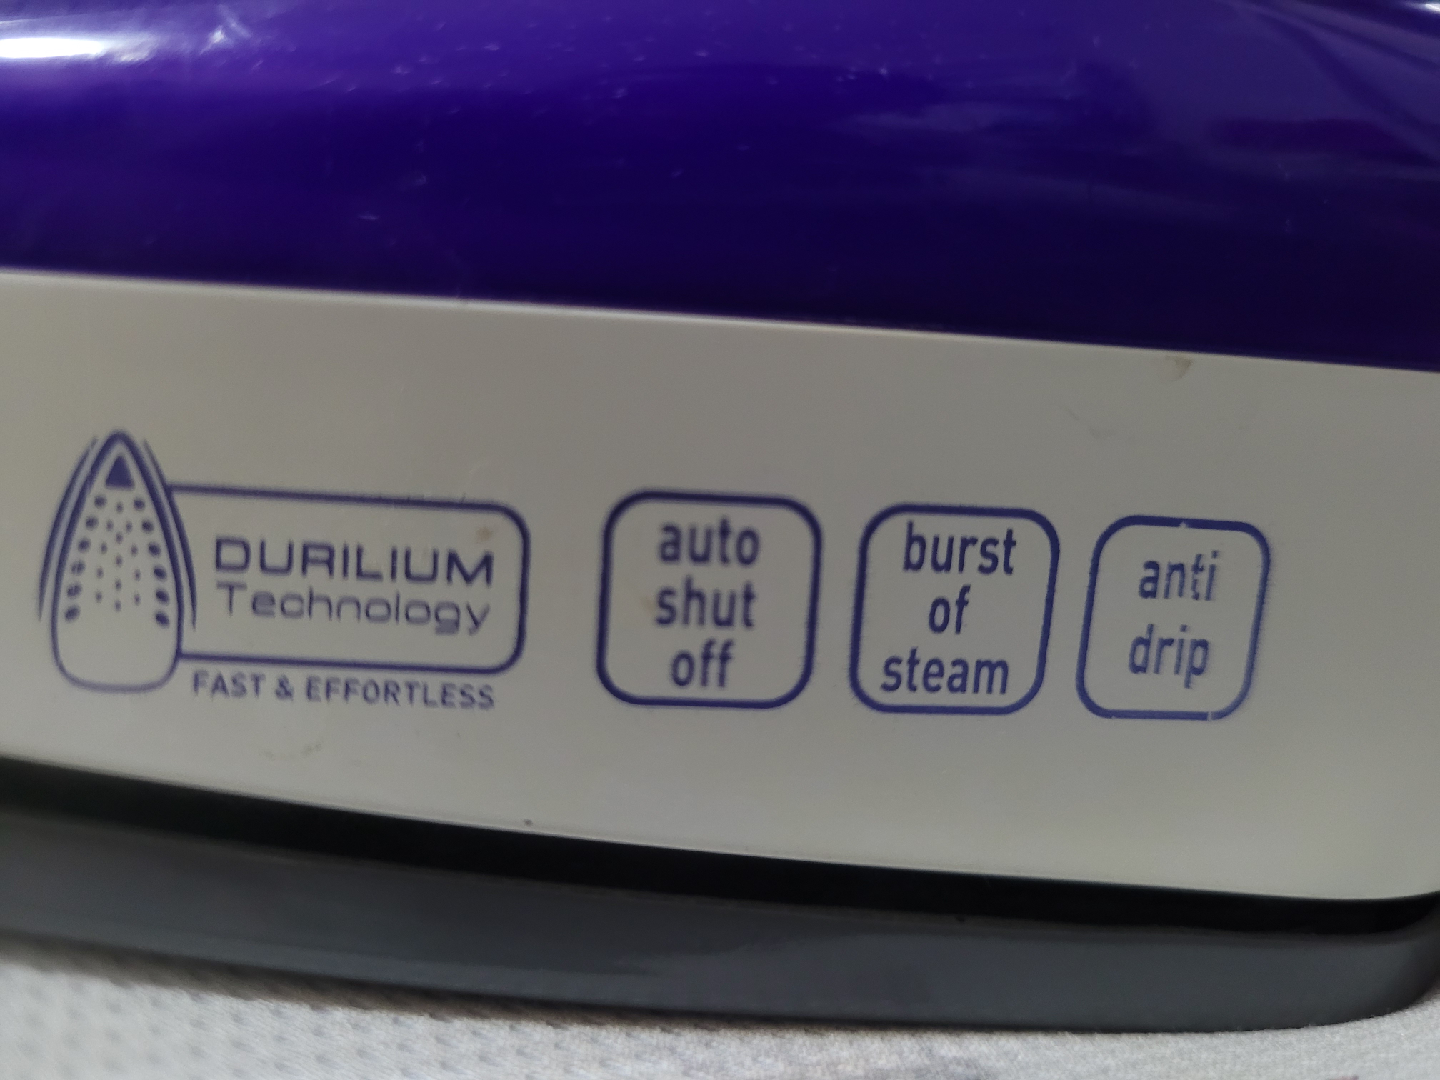 DURILIUM
Technology
FAST & EFFORTLESS
auto
shut
off
burst
of
steam
anti
drip